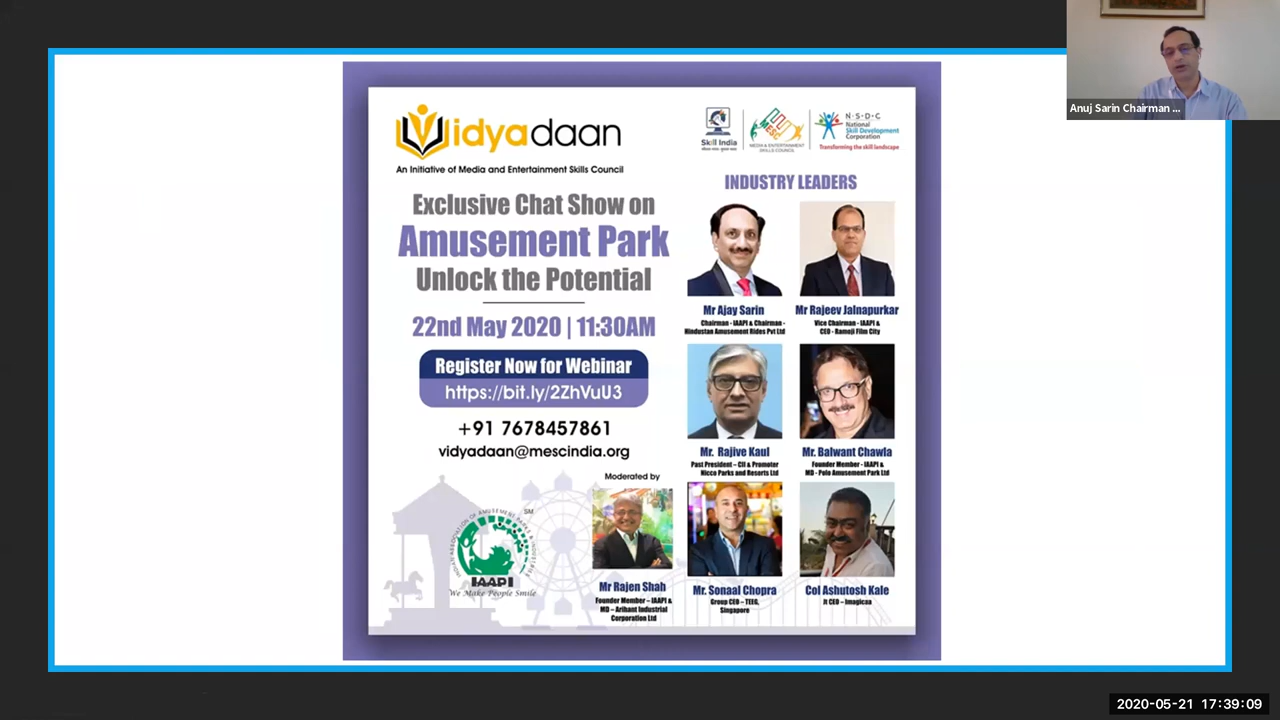 Vidyadaan
An Initiative of Media and Entertainment Skills Council
Exclusive Chat Show on
Amusement Park
Unlock the Potential
22nd May 2020 | 11:30AM
Register Now for Webinar
https://bit.ly/2ZhVuU3
+91 7678457861
vidyadaan@mescindia.org
Moderated by
SM
IAAPI
We Make People Smile
Mr Rajen Shah
Founder Member – IAAPI &
MD – Arihant Industrial
Corporation Ltd
Skill India
कौशल भारत - कुशल भारत
MESC
MEDIA & ENTERTAINMENT
SKILLS COUNCIL
N·S·D·C
National
Skill Development
Corporation
Transforming the skill landscape
INDUSTRY LEADERS
Mr Ajay Sarin
Chairman - IAAPI & Chairman -
Hindustan Amusement Rides Pvt Ltd
Mr Rajeev Jalnapurkar
Vice Chairman - IAAPI &
CEO - Ramoji Film City
Mr. Rajive Kaul
Past President – CII & Promoter
Nicco Parks and Resorts Ltd
Mr. Balwant Chawla
Founder Member - IAAPI &
MD - Polo Amusement Park Ltd
Mr. Sonaal Chopra
Group CEO – TEEG,
Singapore
Col Ashutosh Kale
Jt CEO – Imagicaa
Anuj Sarin Chairman ...
2020-05-21 17:39:09